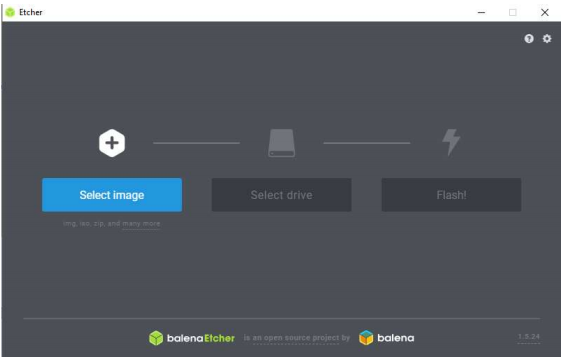 Etcher
Select image
Select drive
Flash!
img, iso, zip, and many more
balenaEtcher is an open source project by balena
1.5.24